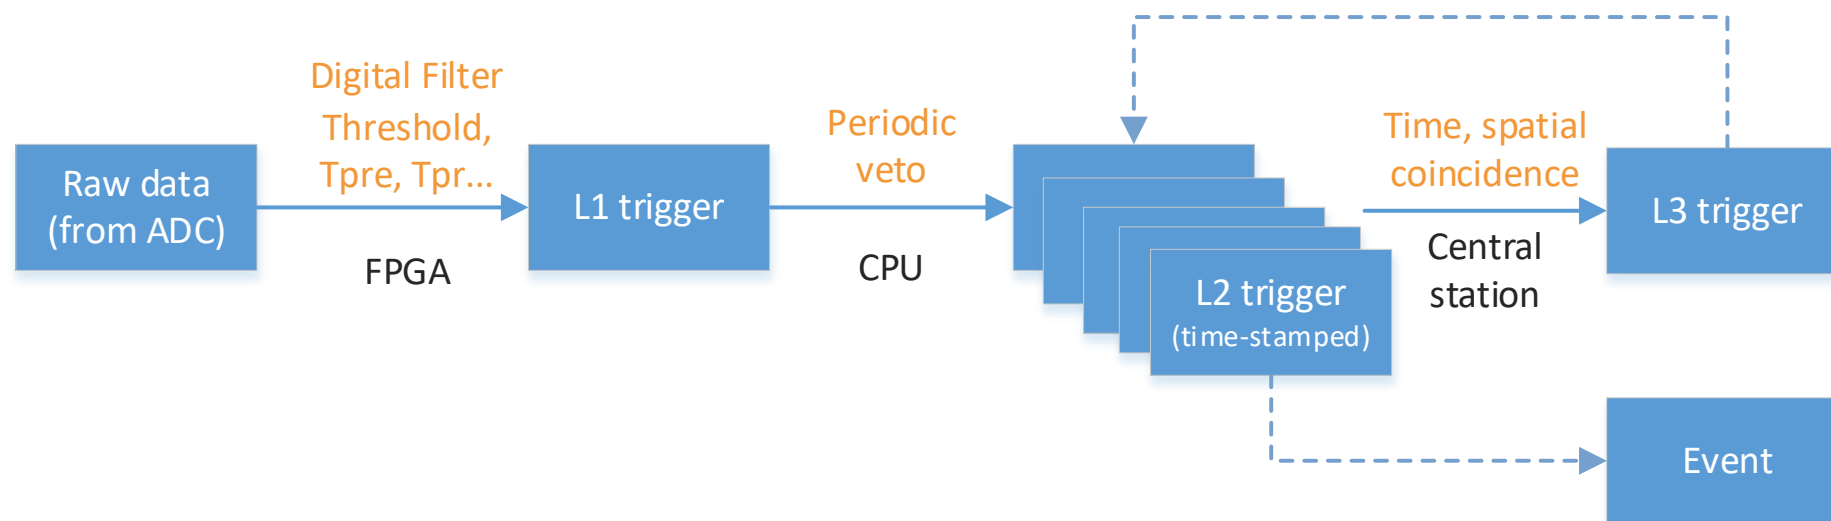 Raw data
(from ADC)
Digital Filter
Threshold,
Tpre, Tpr...
FPGA
L1 trigger
Periodic
veto
CPU
L2 trigger
(time-stamped)
Time, spatial
coincidence
Central
station
L3 trigger
Event